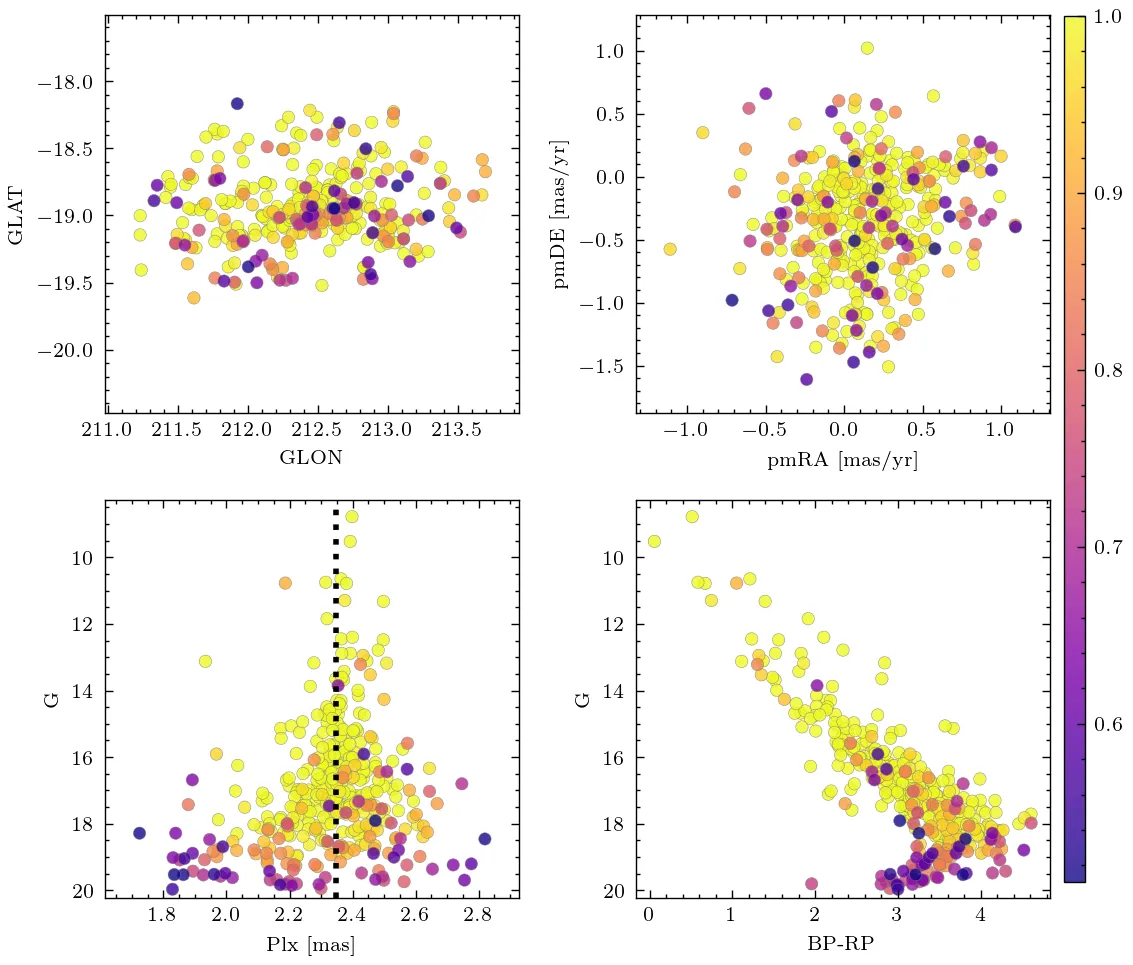 −18.0
−18.5
−19.0
−19.5
−20.0
GLAT
211.0 211.5 212.0 212.5 213.0 213.5
GLON
1.0
0.5
0.0
−0.5
−1.0
−1.5
pmDE [mas/yr]
−1.0 −0.5 0.0 0.5 1.0
pmRA [mas/yr]
10
12
14
16
18
20
G
1.8 2.0 2.2 2.4 2.6 2.8
Plx [mas]
10
12
14
16
18
20
G
0 1 2 3 4
BP-RP
1.0
0.9
0.8
0.7
0.6